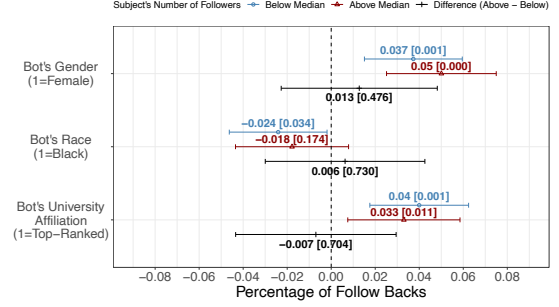 Subject's Number of Followers Below Median Above Median Difference (Above − Below)
Bot's Gender
(1=Female)
0.037 [0.001]
0.05 [0.000]
0.013 [0.476]
Bot's Race
(1=Black)
−0.024 [0.034]
−0.018 [0.174]
0.006 [0.730]
Bot's University
Affiliation
(1=Top−Ranked)
0.04 [0.001]
0.033 [0.011]
−0.007 [0.704]
−0.08 −0.06 −0.04 −0.02 0.00 0.02 0.04 0.06 0.08
Percentage of Follow Backs